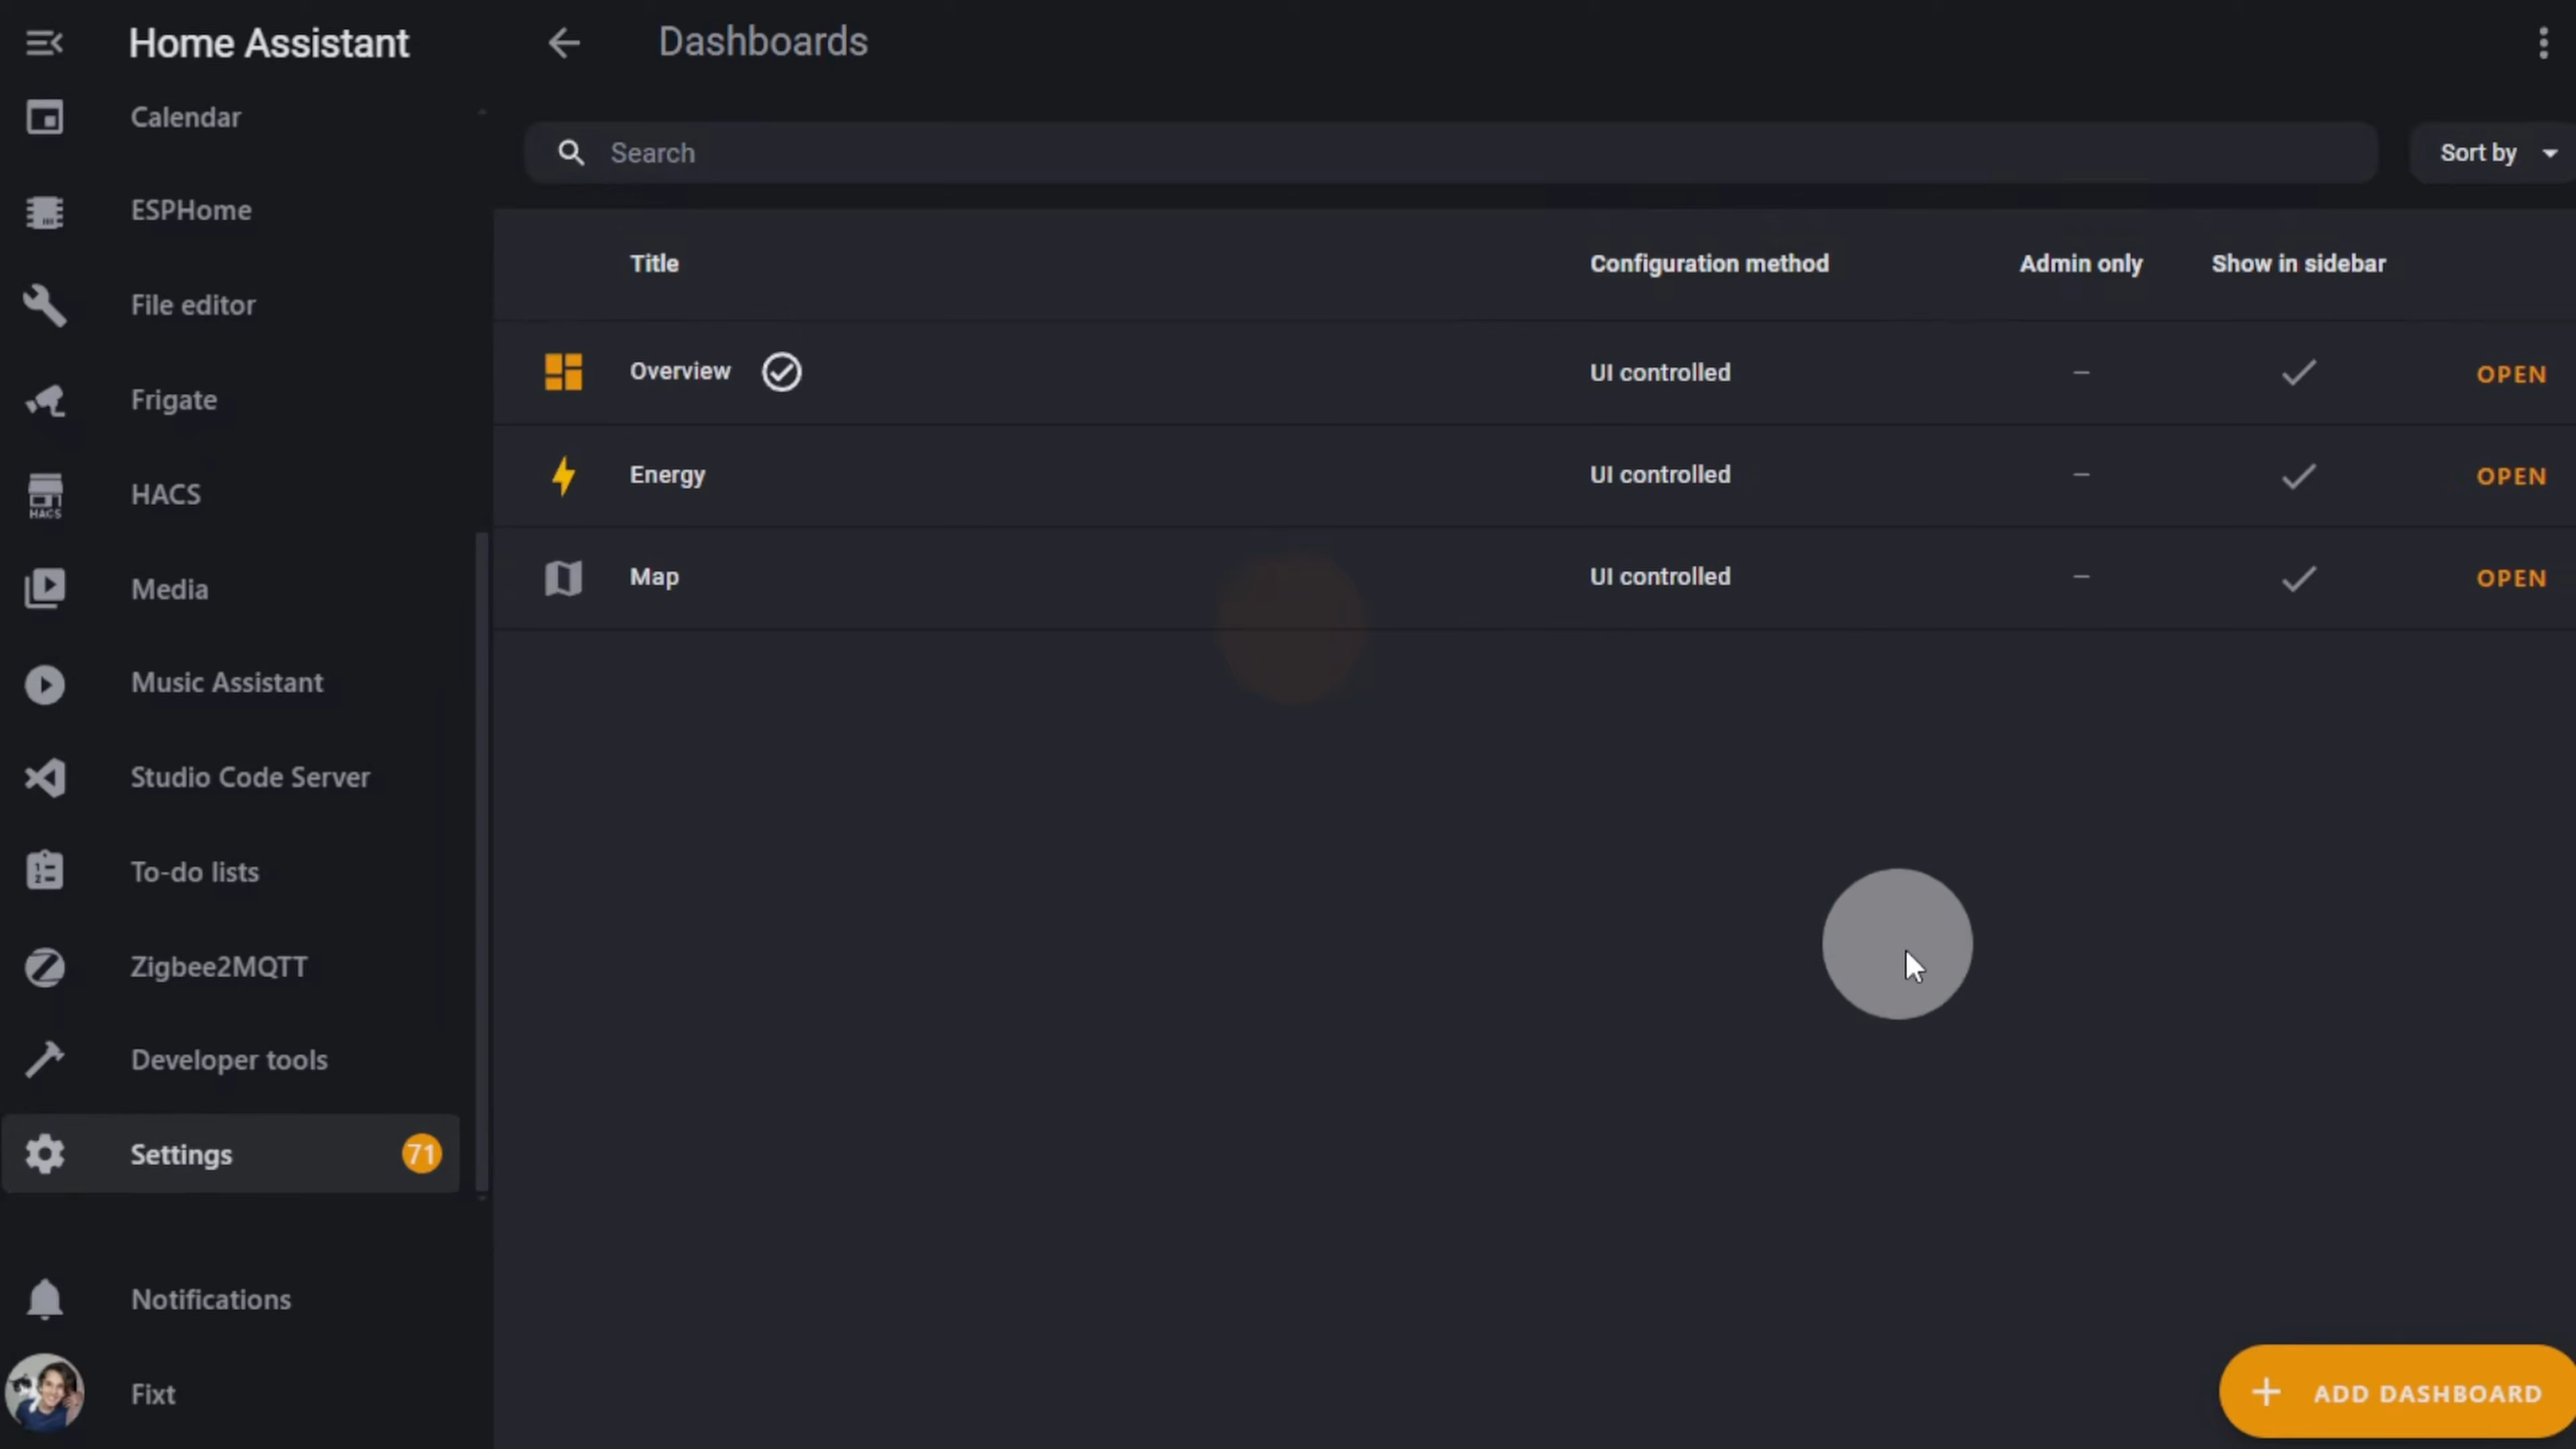 Home Assistant
Calendar
ESPHome
File editor
Frigate
HACS
HACS
Media
Music Assistant
Studio Code Server
To-do lists
Zigbee2MQTT
Developer tools
Settings 71
Notifications
Fixt
Dashboards
Search
Sort by
Title Configuration method Admin only Show in sidebar
Overview UI controlled – OPEN
Energy UI controlled – OPEN
Map UI controlled – OPEN
+ ADD DASHBOARD